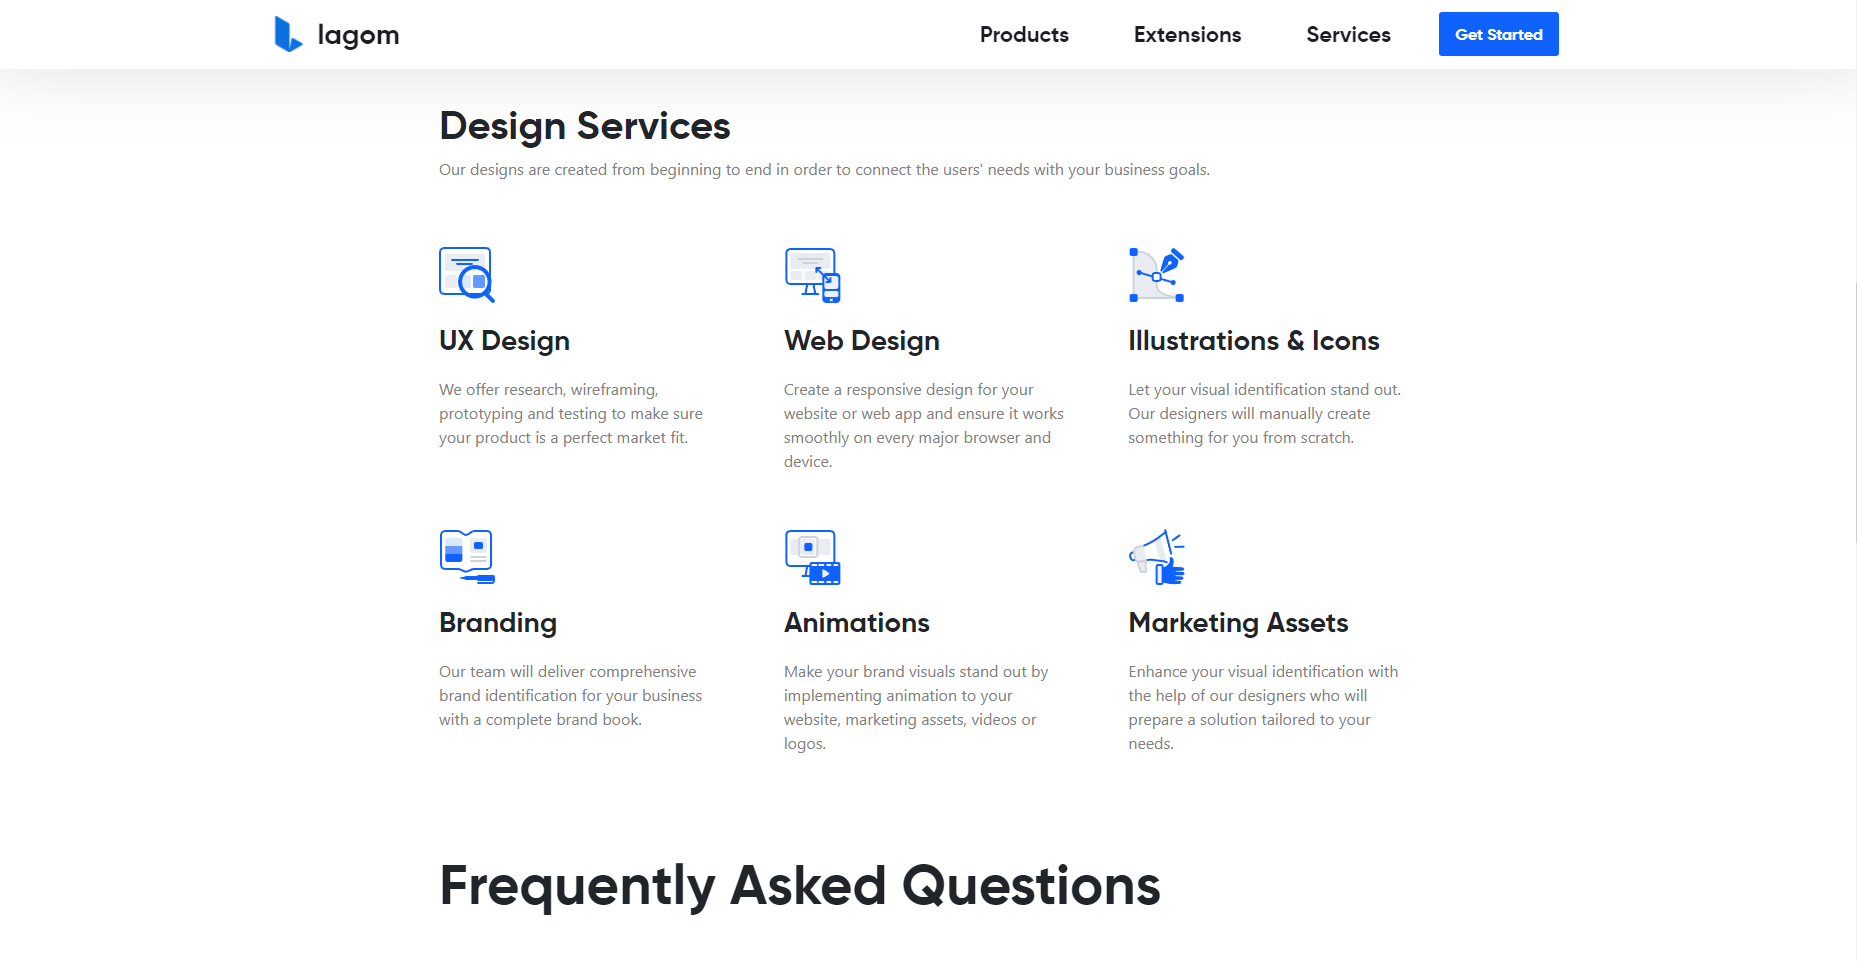 lagom
Products
Extensions
Services
Get Started
Design Services
Our designs are created from beginning to end in order to connect the users' needs with your business goals.
UX Design
We offer research, wireframing,
prototyping and testing to make sure
your product is a perfect market fit.
Web Design
Create a responsive design for your
website or web app and ensure it works
smoothly on every major browser and
device.
Illustrations & Icons
Let your visual identification stand out.
Our designers will manually create
something for you from scratch.
Branding
Our team will deliver comprehensive
brand identification for your business
with a complete brand book.
Animations
Make your brand visuals stand out by
implementing animation to your
website, marketing assets, videos or
logos.
Marketing Assets
Enhance your visual identification with
the help of our designers who will
prepare a solution tailored to your
needs.
Frequently Asked Questions